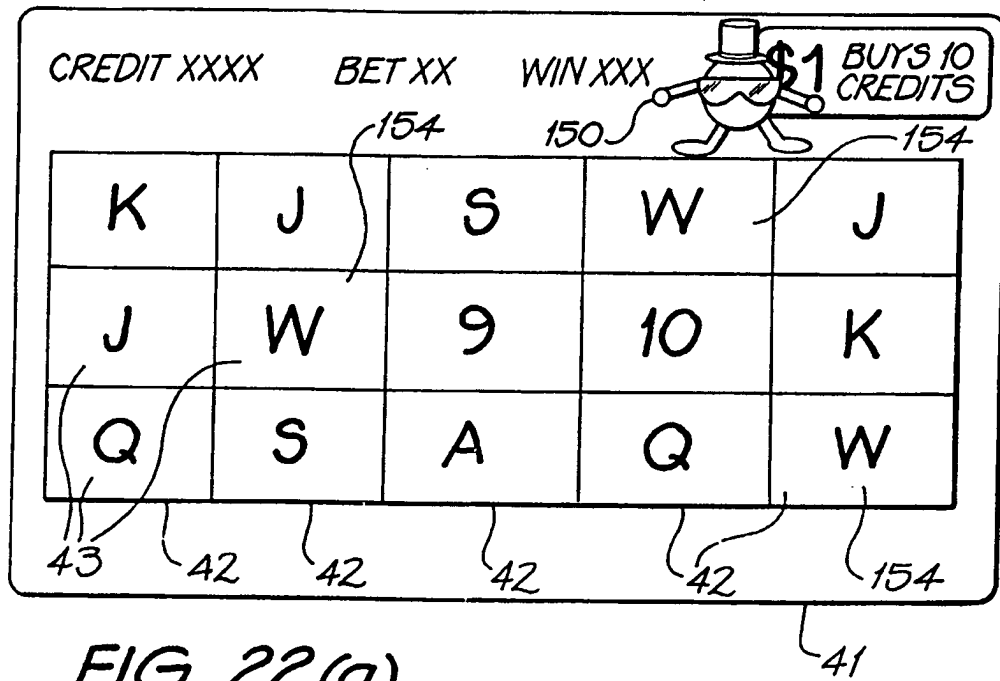 CREDIT XXXX BET XX WIN XXX $1 BUYS 10
CREDITS
154 150 154
K J S W J
J W 9 10 K
Q S A Q W
43 42 42 42 42 154
41
FIG. 22(a)